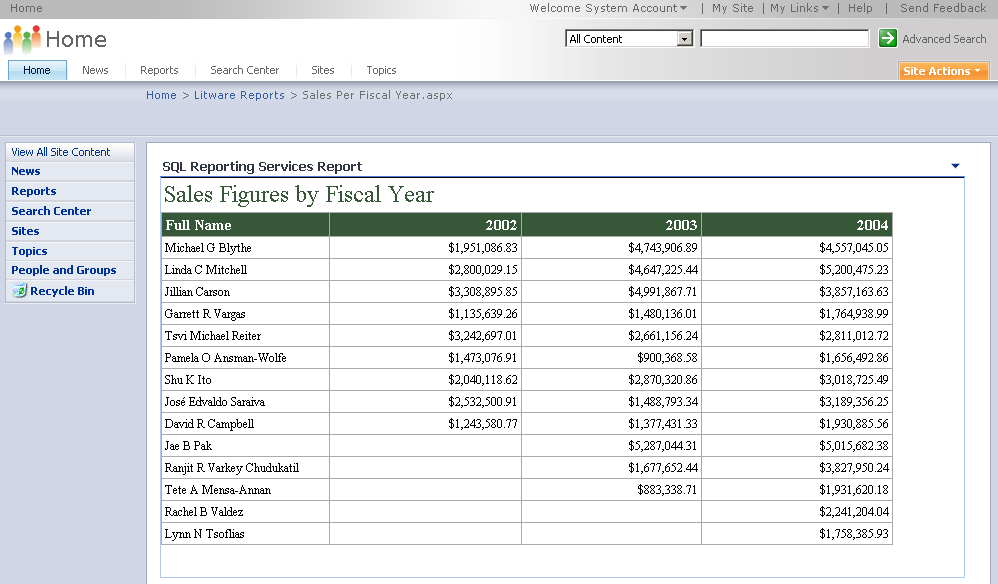 Home Welcome System Account | My Site | My Links | Help | Send Feedback
Home All Content Advanced Search
Home News Reports Search Center Sites Topics Site Actions
Home > Litware Reports > Sales Per Fiscal Year.aspx
View All Site Content
News
Reports
Search Center
Sites
Topics
People and Groups
Recycle Bin
SQL Reporting Services Report
Sales Figures by Fiscal Year
Full Name 2002 2003 2004
Michael G Blythe $1,951,086.83 $4,743,906.89 $4,557,045.05
Linda C Mitchell $2,800,029.15 $4,647,225.44 $5,200,475.23
Jillian Carson $3,308,895.85 $4,991,867.71 $3,857,163.63
Garrett R Vargas $1,135,639.26 $1,480,136.01 $1,764,938.99
Tsvi Michael Reiter $3,242,697.01 $2,661,156.24 $2,811,012.72
Pamela O Ansman-Wolfe $1,473,076.91 $900,368.58 $1,656,492.86
Shu K Ito $2,040,118.62 $2,870,320.86 $3,018,725.49
José Edvaldo Saraiva $2,532,500.91 $1,488,793.34 $3,189,356.25
David R Campbell $1,243,580.77 $1,377,431.33 $1,930,885.56
Jae B Pak $5,287,044.31 $5,015,682.38
Ranjit R Varkey Chudukatil $1,677,652.44 $3,827,950.24
Tete A Mensa-Annan $883,338.71 $1,931,620.18
Rachel B Valdez $2,241,204.04
Lynn N Tsoflias $1,758,385.93